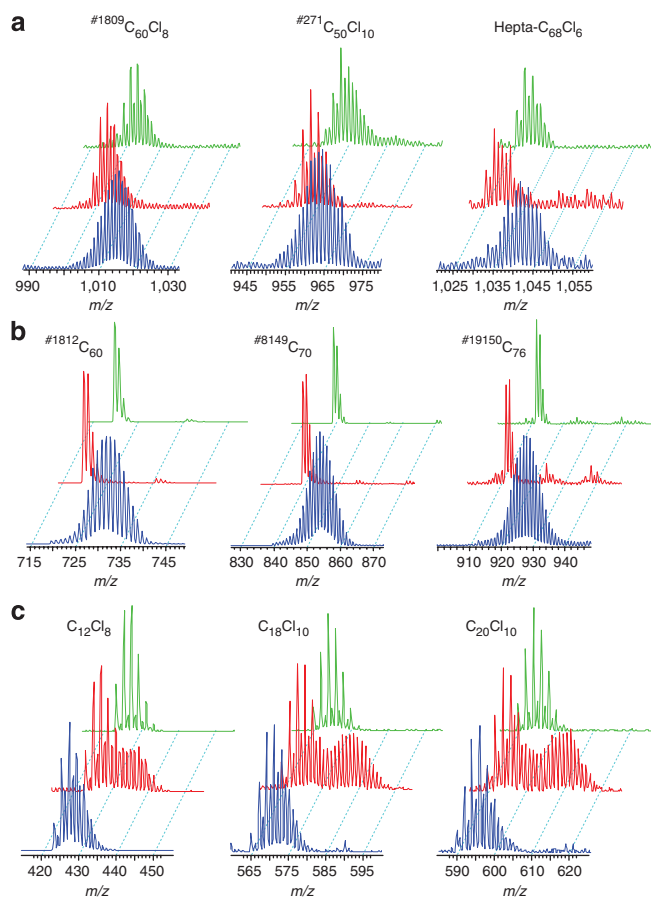 a
#1809C60Cl8 #271C50Cl10 Hepta-C68Cl6
990 1,010 1,030 945 955 965 975 1,025 1,035 1,045 1,055
m/z m/z m/z
b
#1812C60 #8149C70 #19150C76
715 725 735 745 830 840 850 860 870 910 920 930 940
m/z m/z m/z
c
C12Cl8 C18Cl10 C20Cl10
420 430 440 450 565 575 585 595 590 600 610 620
m/z m/z m/z